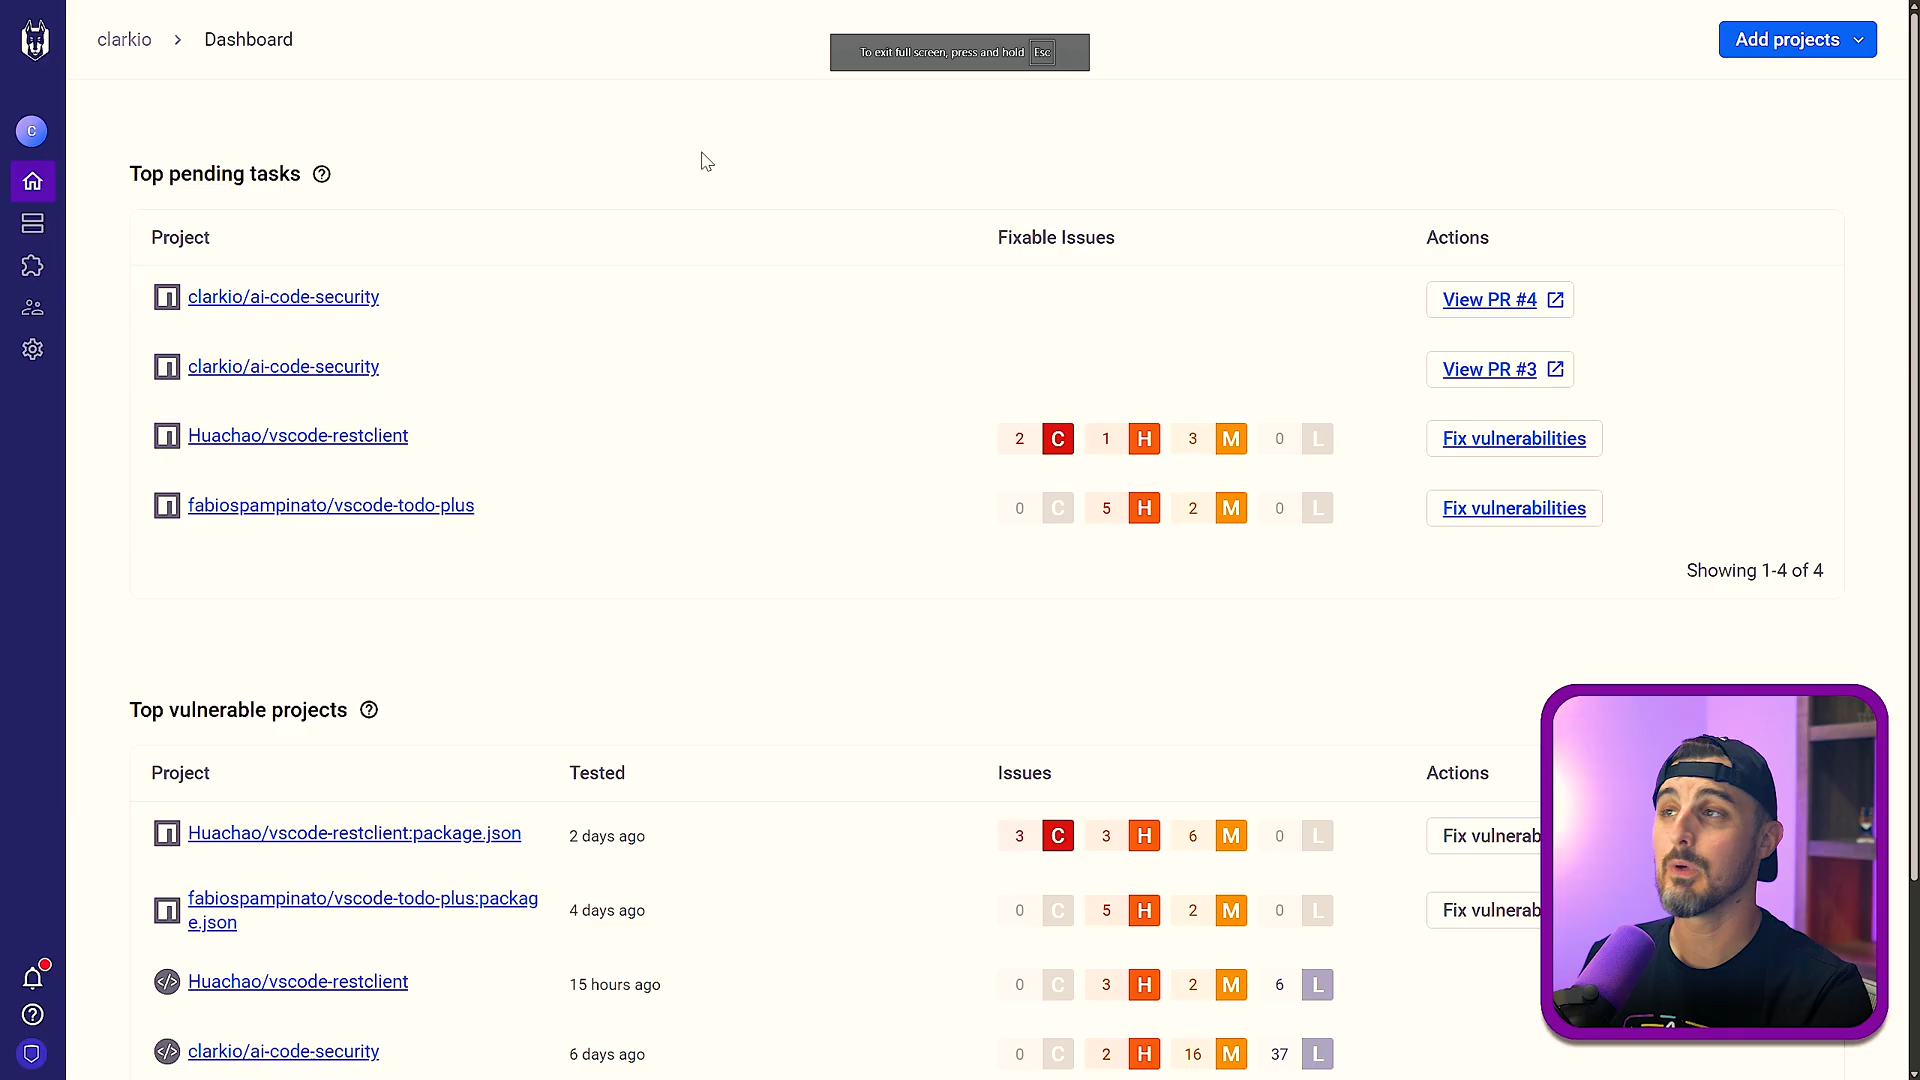 clarkio > Dashboard
To exit full screen, press and hold Esc
Add projects
C
Top pending tasks
Project Fixable Issues Actions
clarkio/ai-code-security View PR #4
clarkio/ai-code-security View PR #3
Huachao/vscode-restclient 2 C 1 H 3 M 0 L Fix vulnerabilities
fabiospampinato/vscode-todo-plus 0 C 5 H 2 M 0 L Fix vulnerabilities
Showing 1-4 of 4
Top vulnerable projects
Project Tested Issues Actions
Huachao/vscode-restclient:package.json 2 days ago 3 C 3 H 6 M 0 L Fix vulnerab
fabiospampinato/vscode-todo-plus:packag
e.json 4 days ago 0 C 5 H 2 M 0 L Fix vulnerab
Huachao/vscode-restclient 15 hours ago 0 C 3 H 2 M 6 L
clarkio/ai-code-security 6 days ago 0 C 2 H 16 M 37 L